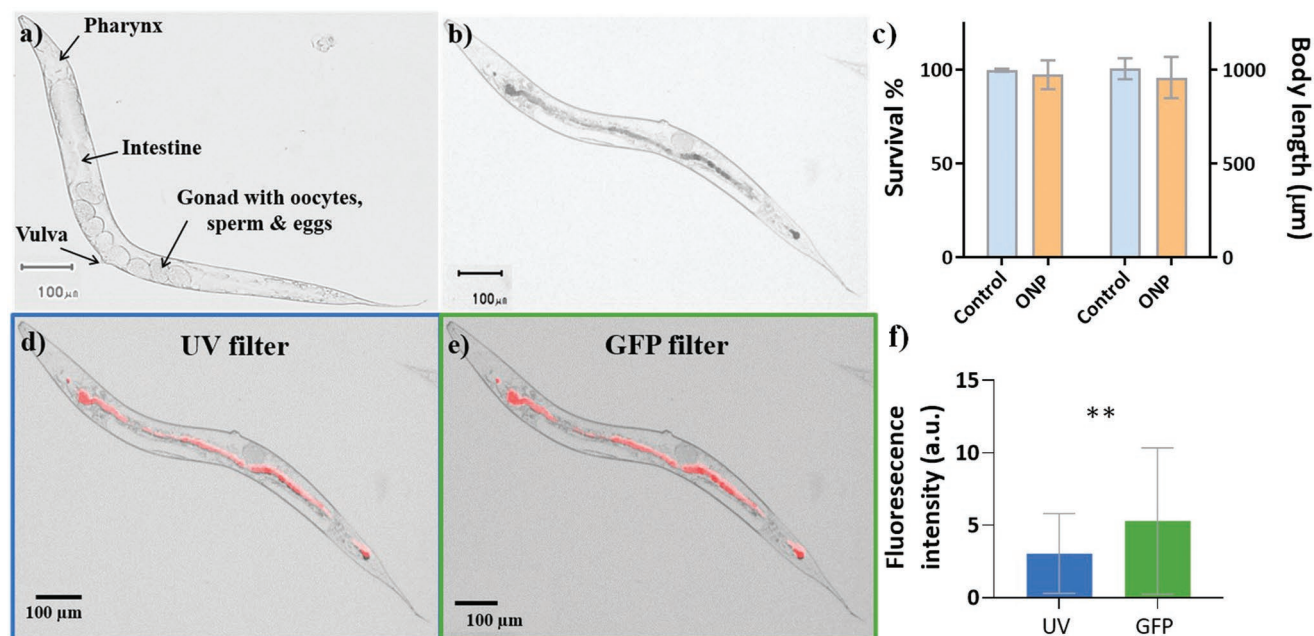 a)
Pharynx
Intestine
Gonad with oocytes,
sperm & eggs
Vulva
100μm
b)
100μm
c)
Survival %
100
50
0
Control
ONP
Control
ONP
1000
500
0
Body length (μm)
d)
UV filter
100 μm
e)
GFP filter
100 μm
f)
Fluoresecence
intensity (a.u.)
15
10
5
0
**
UV
GFP